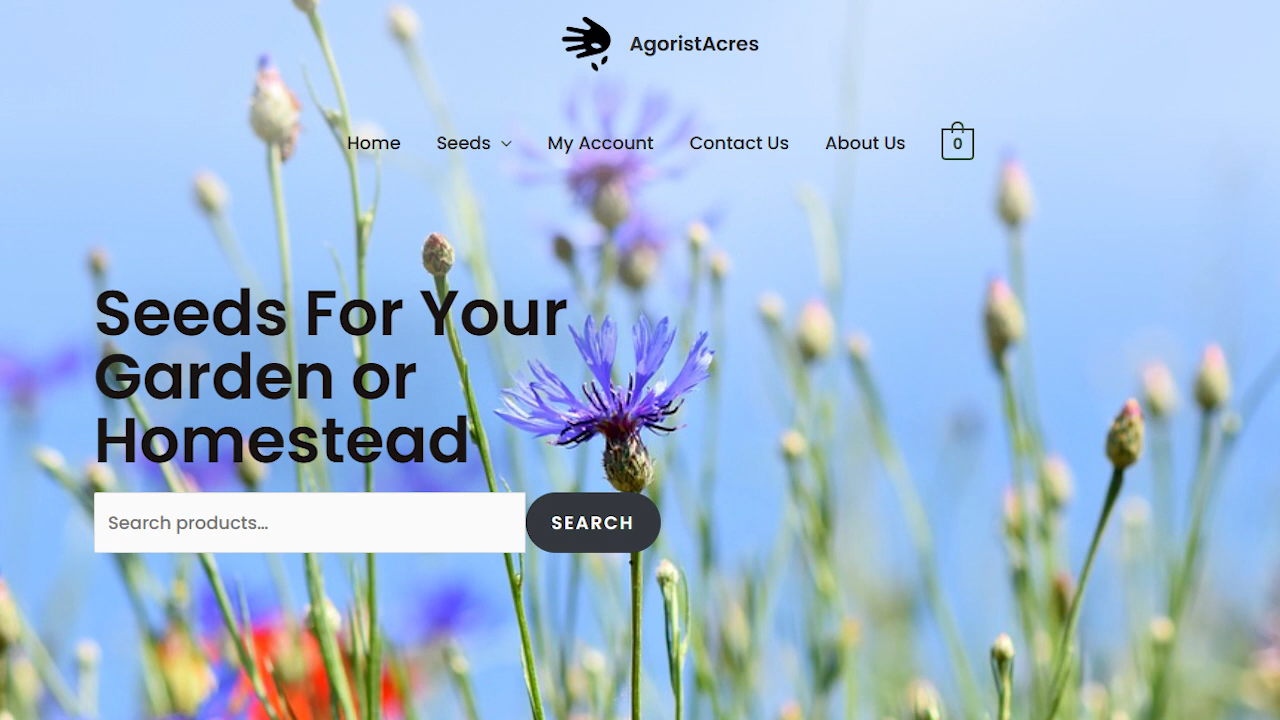 AgoristAcres
Home Seeds My Account Contact Us About Us 0
Seeds For Your
Garden or
Homestead
Search products…
SEARCH